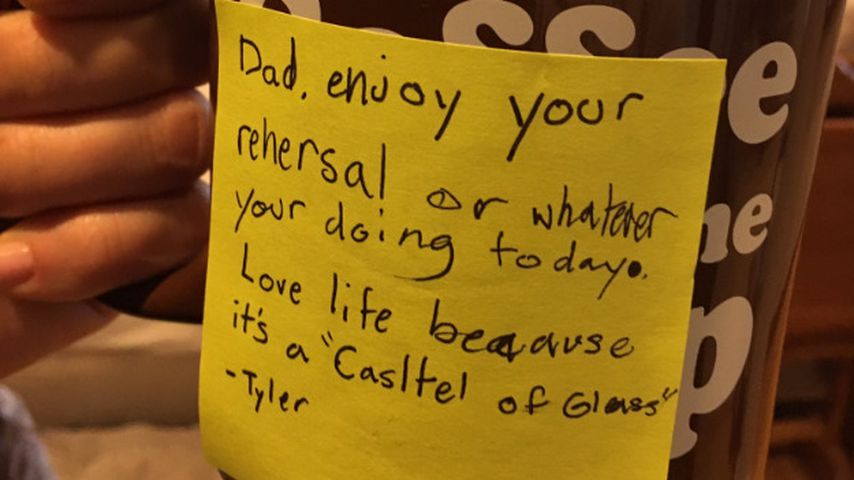 Dad, enjoy your
rehersal or whatever
your doing today.
Love life because
it's a "Casltel of Glass"
-Tyler